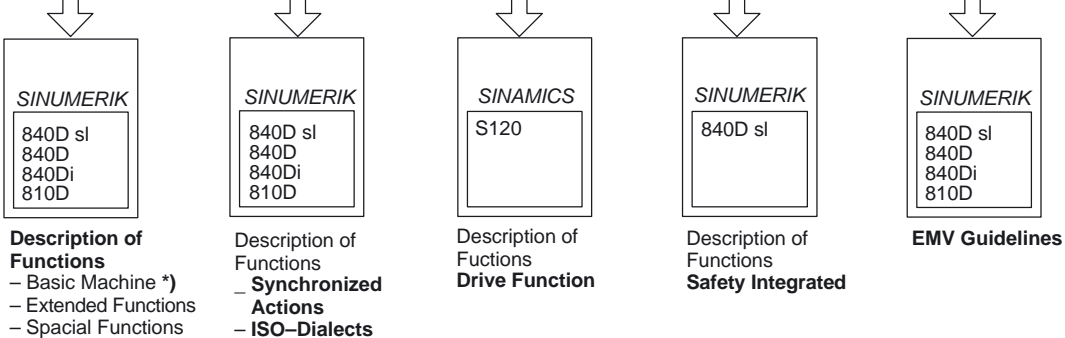 SINUMERIK
840D sl
840D
840Di
810D
Description of
Functions
– Basic Machine *)
– Extended Functions
– Spacial Functions
SINUMERIK
840D sl
840D
840Di
810D
Description of
Functions
_ Synchronized
Actions
– ISO–Dialects
SINAMICS
S120
Description of
Fuctions
Drive Function
SINUMERIK
840D sl
Description of
Functions
Safety Integrated
SINUMERIK
840D sl
840D
840Di
810D
EMV Guidelines